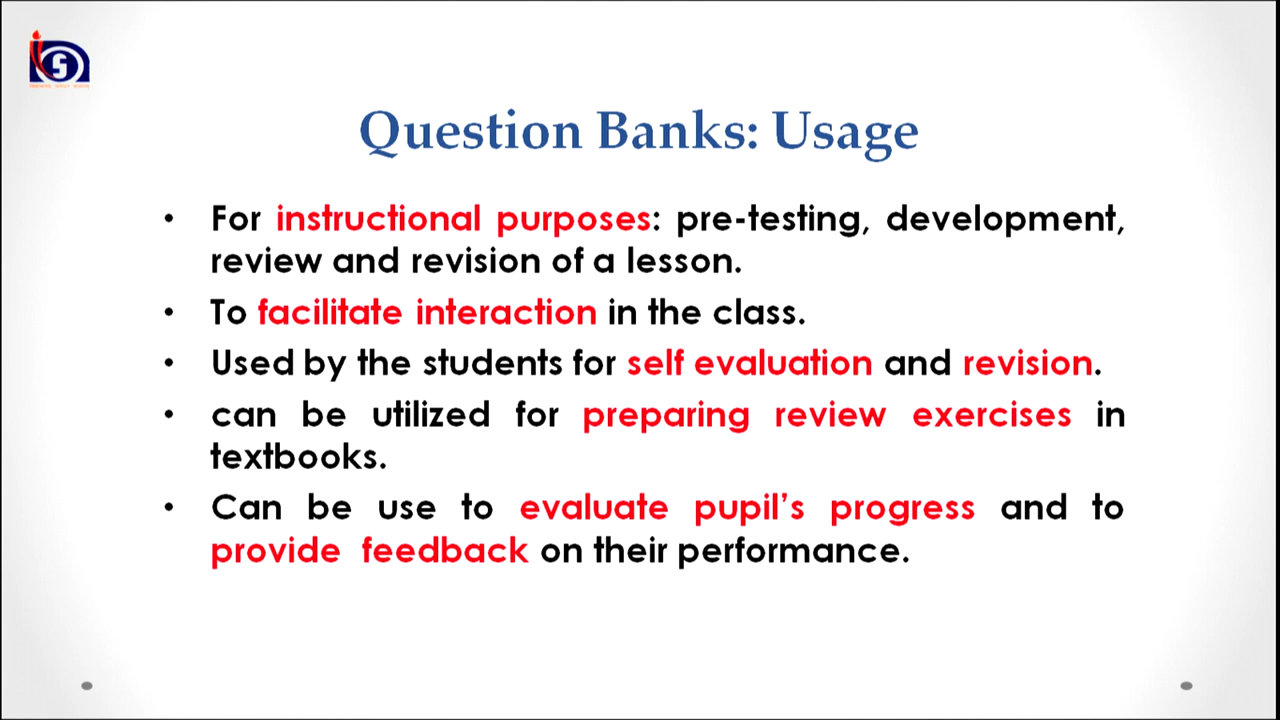 Question Banks: Usage
• For instructional purposes: pre-testing, development,
review and revision of a lesson.
• To facilitate interaction in the class.
• Used by the students for self evaluation and revision.
• can be utilized for preparing review exercises in
textbooks.
• Can be use to evaluate pupil’s progress and to
provide feedback on their performance.